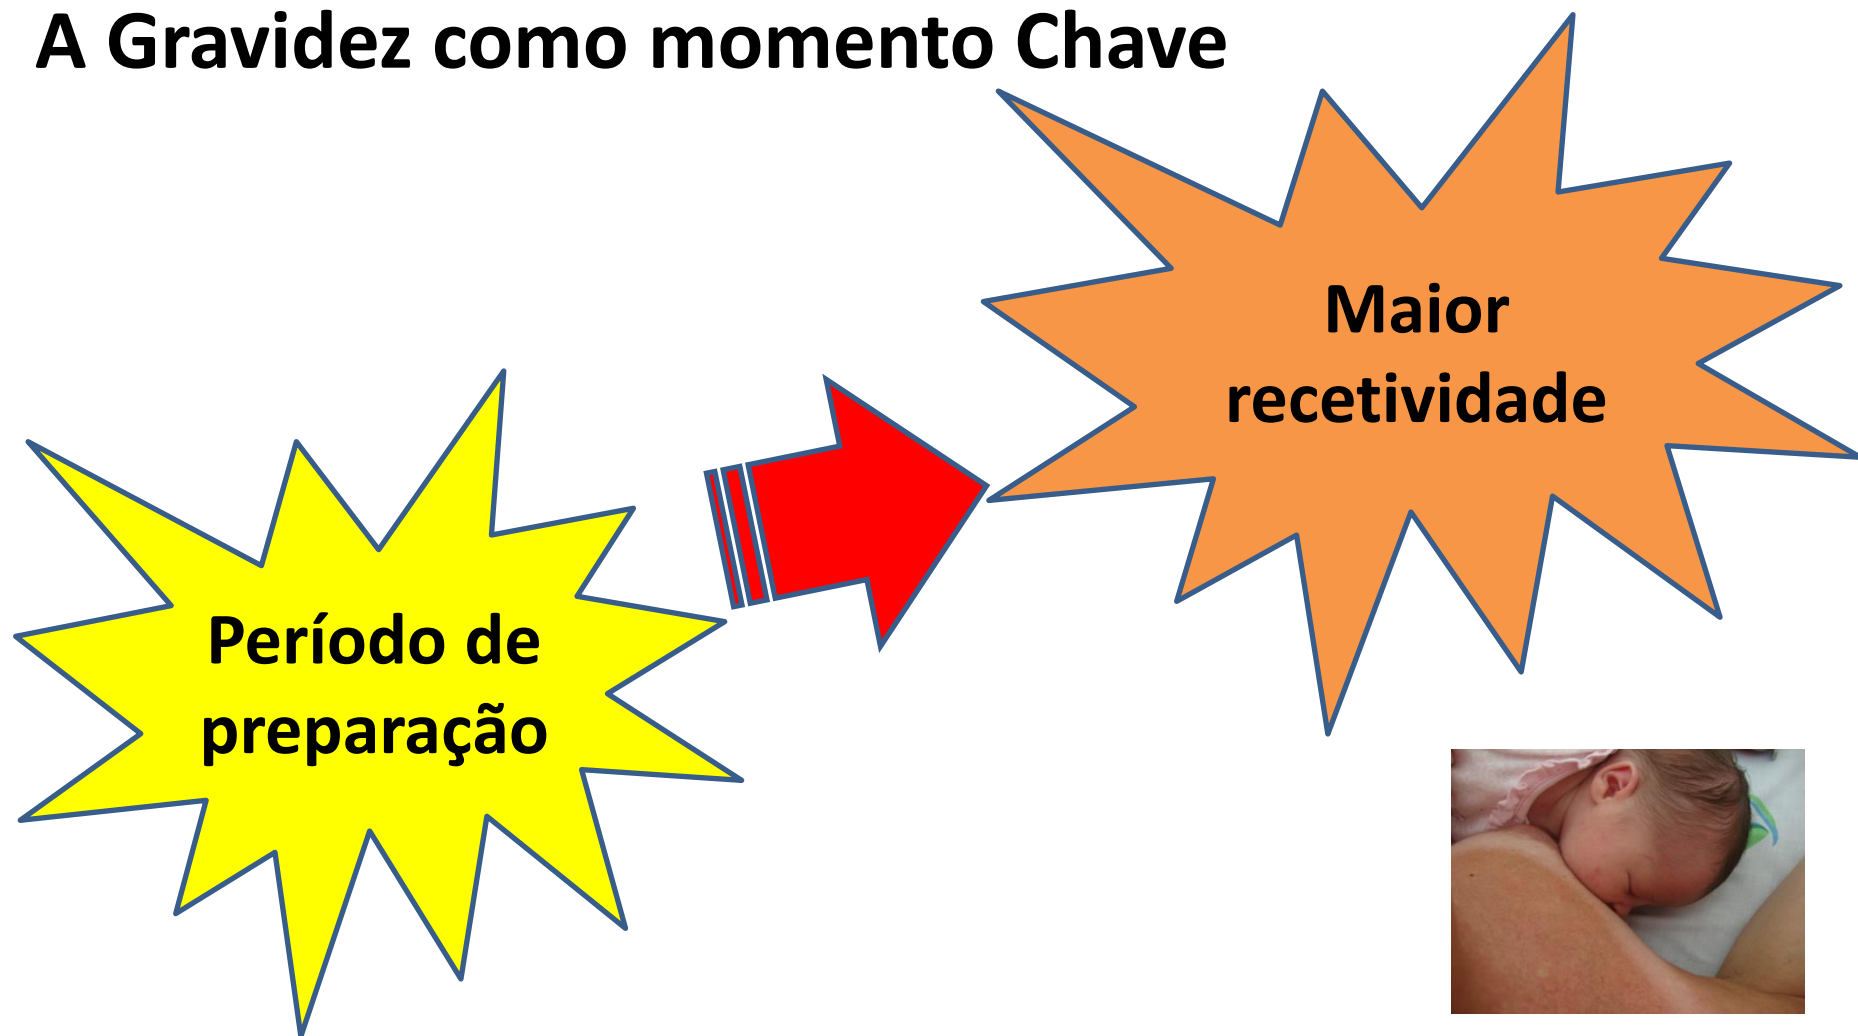 A Gravidez como momento Chave
Maior
recetividade
Período de
preparação